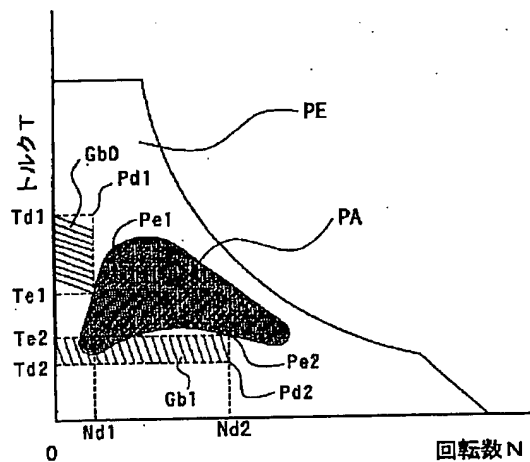 トルクT
PE
GbO
Pd1
Td1
Pe1
PA
Te1
Te2
Td2
Pe2
Gb1
Pd2
0
Nd1
Nd2
回転数N